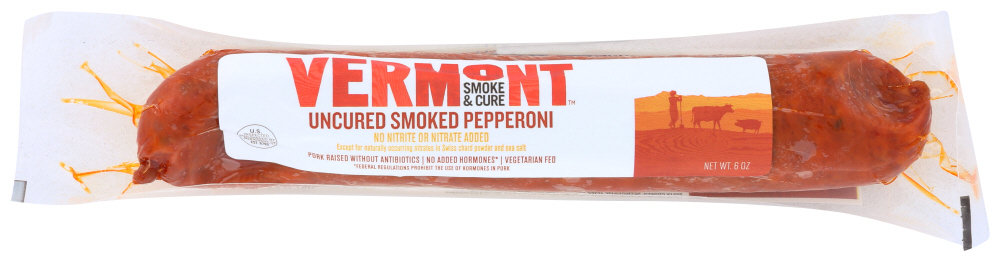 VERMONT
SMOKE
& CURE
™
UNCURED SMOKED PEPPERONI
NO NITRITE OR NITRATE ADDED
Except for naturally occurring nitrates in Swiss chard powder and sea salt
PORK RAISED WITHOUT ANTIBIOTICS | NO ADDED HORMONES* | VEGETARIAN FED
*FEDERAL REGULATIONS PROHIBIT THE USE OF HORMONES IN PORK
U.S.
NET WT. 6 OZ